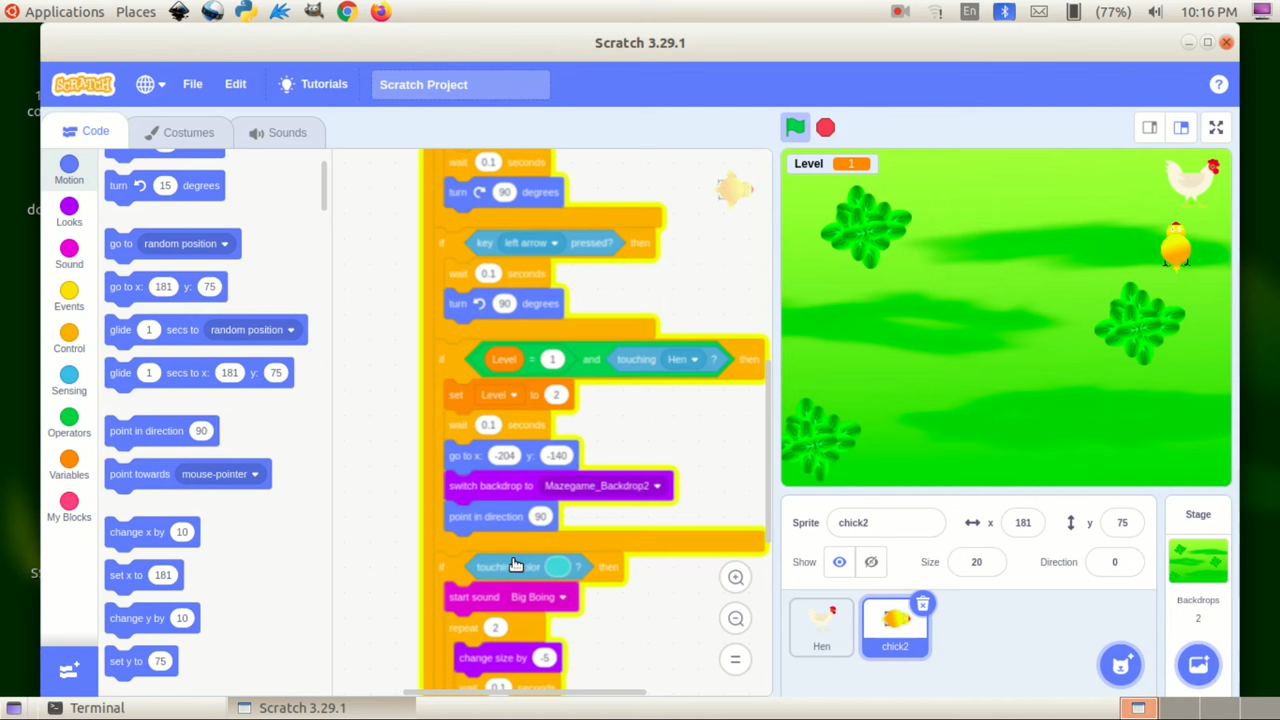 Applications Places En (77%) 10:16 PM
Scratch 3.29.1
SCRATCH File Edit Tutorials Scratch Project ?
Code Costumes Sounds
Motion
Looks
Sound
Events
Control
Sensing
Operators
Variables
My Blocks
turn 15 degrees
go to random position
go to x: 181 y: 75
glide 1 secs to random position
glide 1 secs to x: 181 y: 75
point in direction 90
point towards mouse-pointer
change x by 10
set x to 181
change y by 10
set y to 75
wait 0.1 seconds
turn 90 degrees
if key left arrow pressed? then
wait 0.1 seconds
turn 90 degrees
if Level = 1 and touching Hen ? then
set Level to 2
wait 0.1 seconds
go to x: -204 y: -140
switch backdrop to Mazegame_Backdrop2
point in direction 90
if ? then
start sound Big Boing
repeat 2
change size by -5
wait 0.1 seconds
Level 1
Sprite chick2 x 181 y 75
Show Size 20 Direction 0
Hen chick2
Stage
Backdrops
2
Terminal Scratch 3.29.1